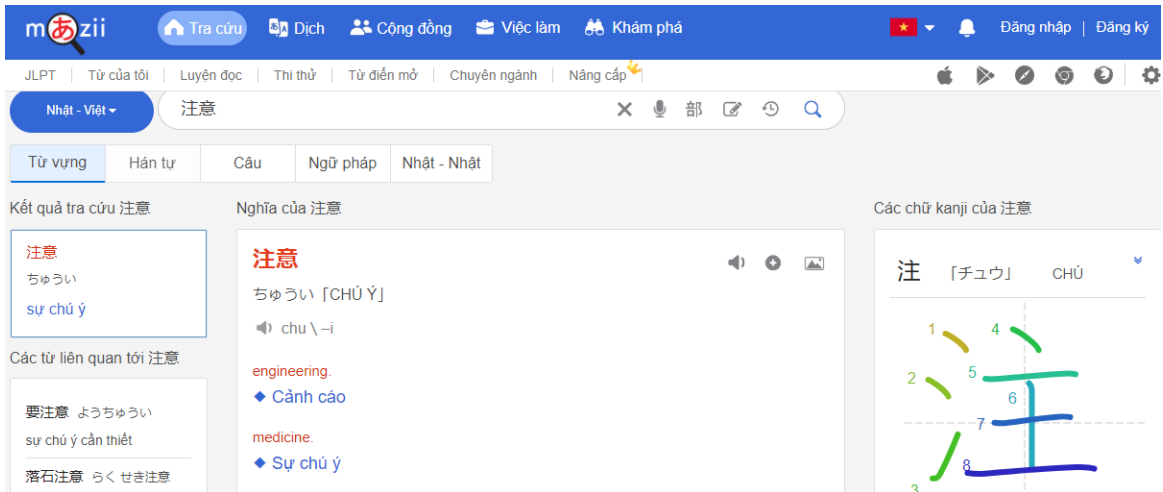 mあzii Tra cứu Dịch Cộng đồng Việc làm Khám phá Đăng nhập | Đăng ký
JLPT Từ của tôi Luyện đọc Thi thử Từ điển mở Chuyên ngành Nâng cấp
Nhật - Việt 注意 部
Từ vựng Hán tự Câu Ngữ pháp Nhật - Nhật
Kết quả tra cứu 注意
注意
ちゅうい
sự chú ý
Các từ liên quan tới 注意
要注意 ようちゅうい
sự chú ý cần thiết
落石注意 らく せき注意
Nghĩa của 注意
注意
ちゅうい「CHÚ Ý」
chu \ –i
engineering.
Cảnh cáo
medicine.
Sự chú ý
Các chữ kanji của 注意
注 「チュウ」 CHÚ
1 4
2 5
6
7
8
3